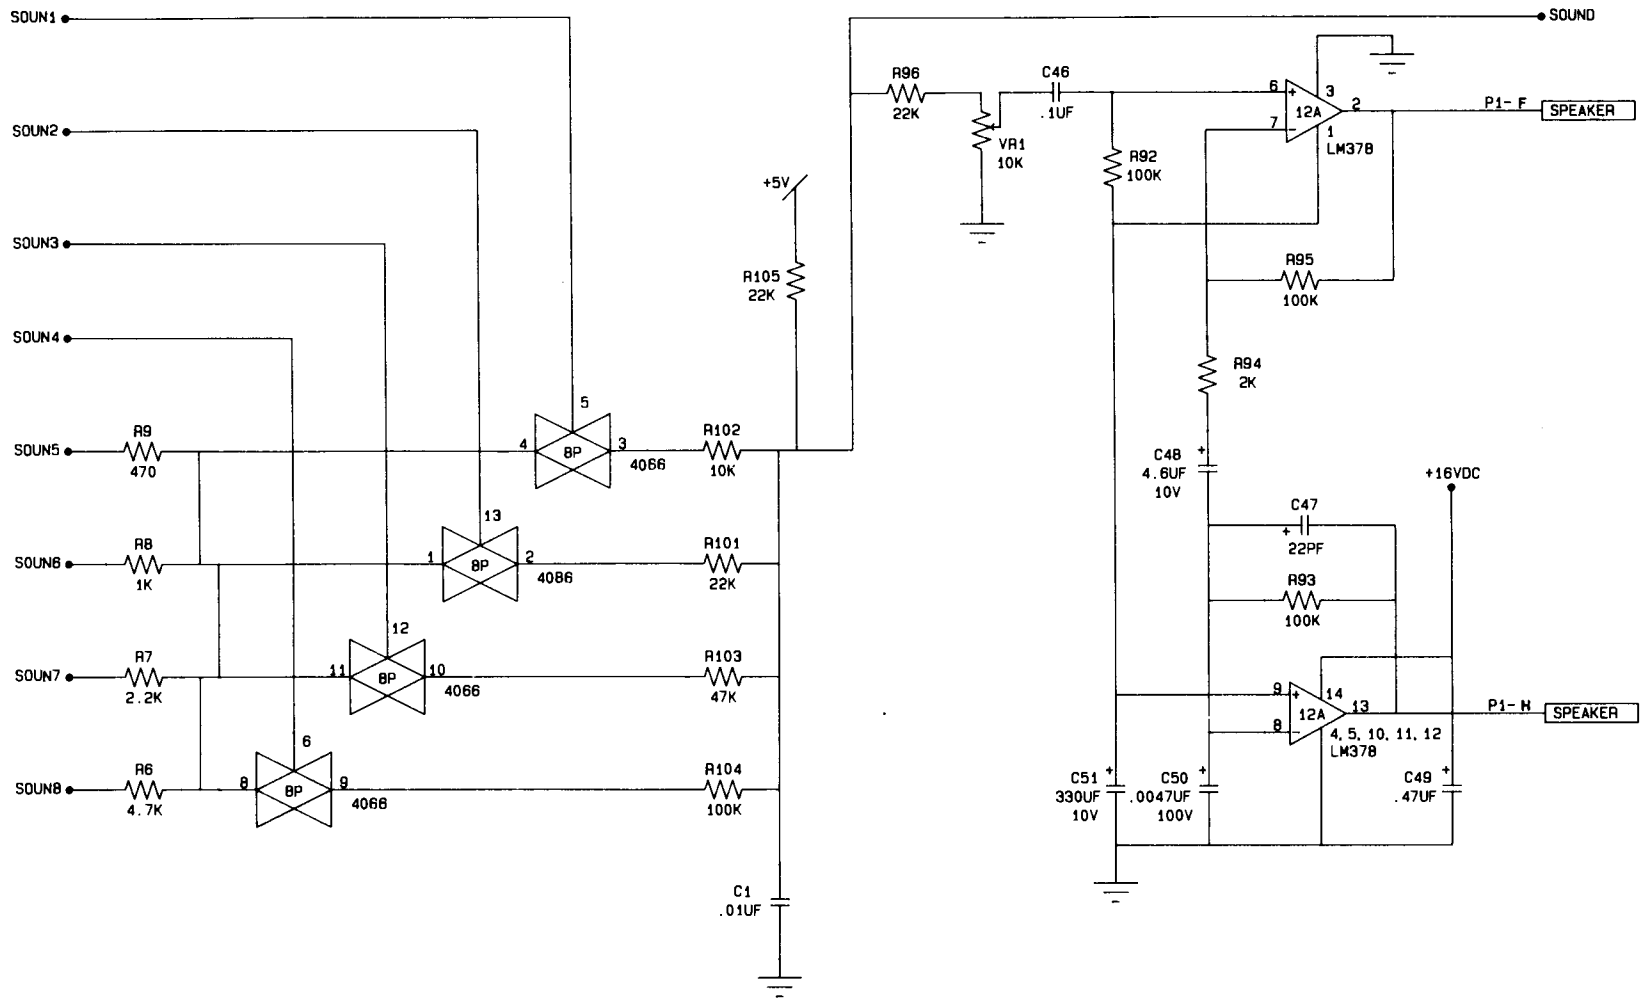 SOUN1
SOUND
SOUN2
SOUN3
SOUN4
R96
22K
VR1
10K
C46
.1UF
6
+
3
12A
2
7
-
1
LM378
P1-F
SPEAKER
R92
100K
+5V
R105
22K
R95
100K
R94
2K
C48
+
4.6UF
10V
+16VDC
SOUN5
R9
470
5
4
8P
3
4066
R102
10K
SOUN6
R8
1K
13
1
8P
2
4086
R101
22K
C47
+
22PF
R93
100K
SOUN7
R7
2.2K
12
11
8P
10
4066
R103
47K
9
+
14
12A
13
8
-
4, 5, 10, 11, 12
LM378
P1-H
SPEAKER
SOUN8
R6
4.7K
6
8
8P
9
4066
R104
100K
C51
+
330UF
10V
C50
+
.0047UF
100V
C49
+
.47UF
C1
.01UF